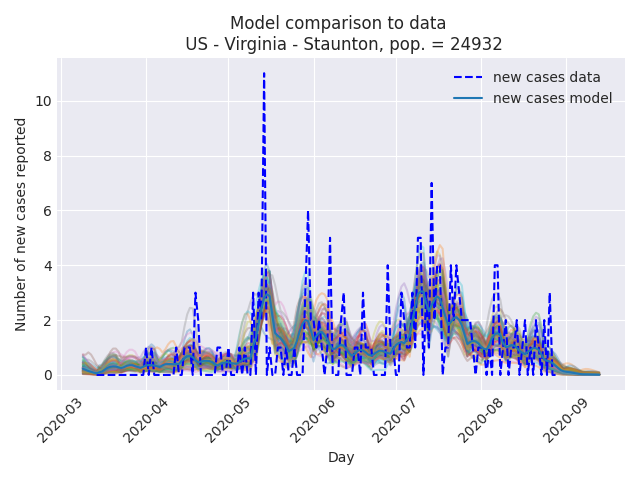 Model comparison to data
US - Virginia - Staunton, pop. = 24932
new cases data
new cases model
Number of new cases reported
10
8
6
4
2
0
2020-03
2020-04
2020-05
2020-06
2020-07
2020-08
2020-09
Day